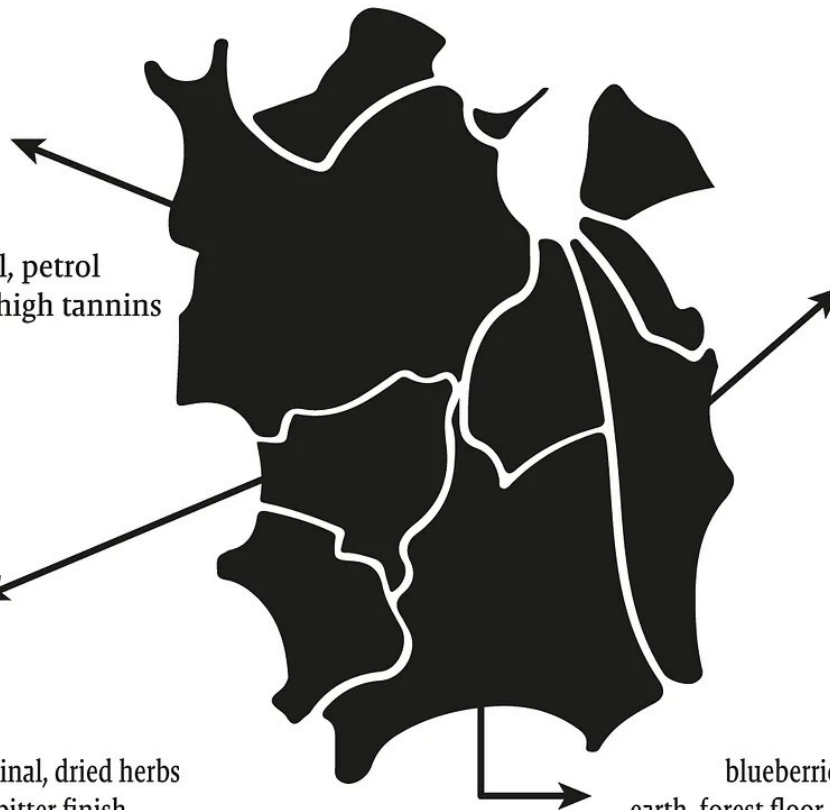 l, petrol
high tannins
inal, dried herbs
bitter finish
blueberrie
earth, forest floor